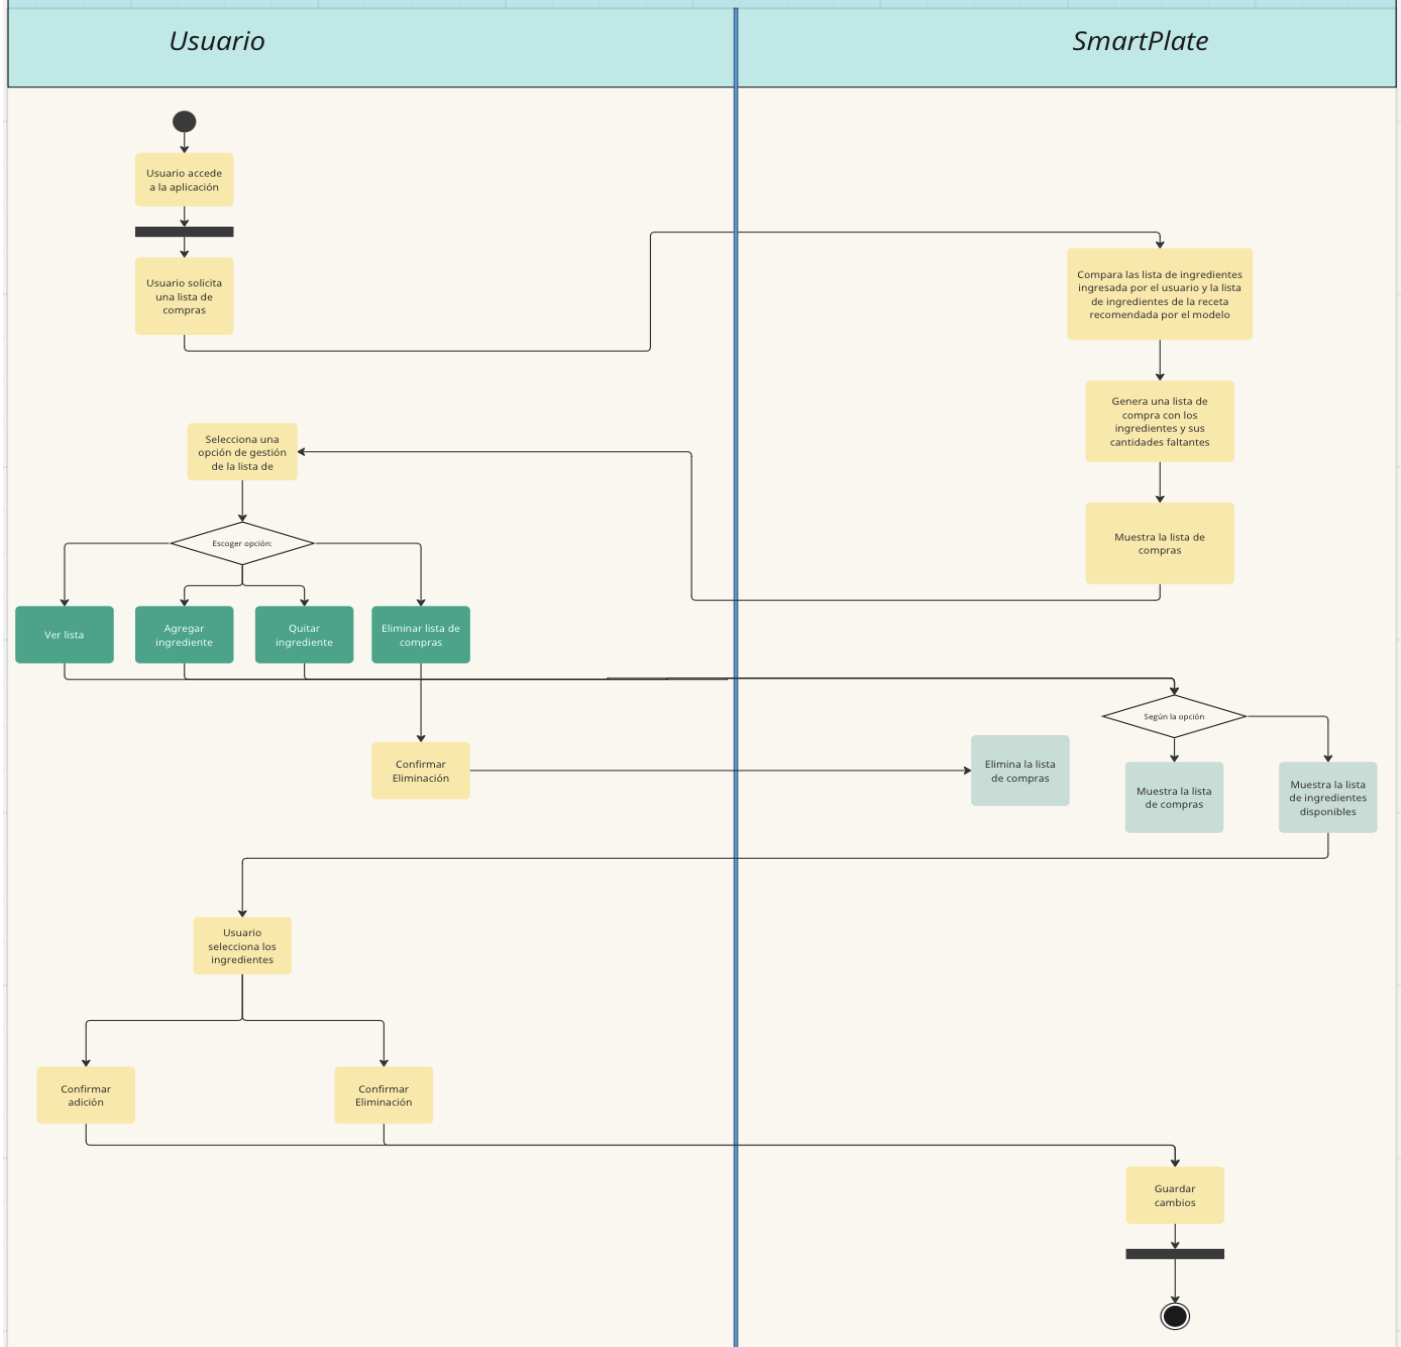 Usuario
SmartPlate
Usuario accede
a la aplicación
Usuario solicita
una lista de
compras
Compara las lista de ingredientes
ingresada por el usuario y la lista
de ingredientes de la receta
recomendada por el modelo
Genera una lista de
compra con los
ingredientes y sus
cantidades faltantes
Selecciona una
opción de gestión
de la lista de
Muestra la lista de
compras
Escoger opción:
Ver lista
Agregar
ingrediente
Quitar
ingrediente
Eliminar lista de
compras
Según la opción
Confirmar
Eliminación
Elimina la lista
de compras
Muestra la lista
de compras
Muestra la lista
de ingredientes
disponibles
Usuario
selecciona los
ingredientes
Confirmar
adición
Confirmar
Eliminación
Guardar
cambios